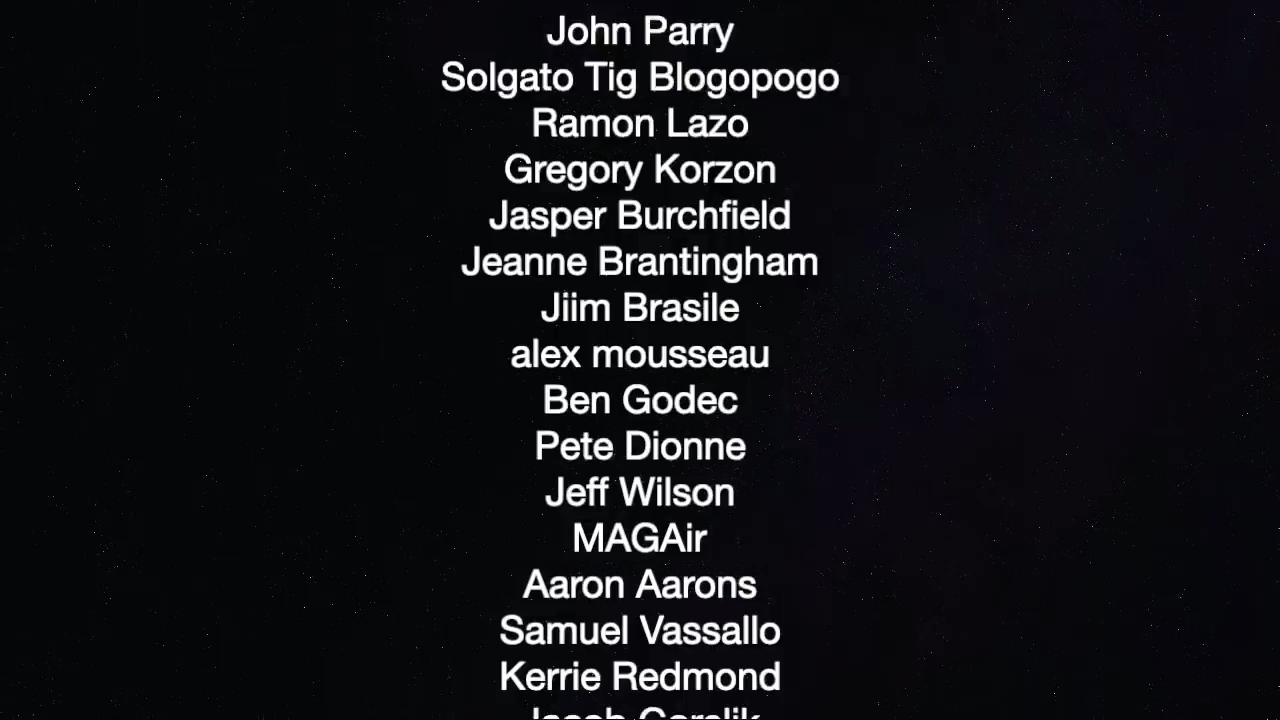 John Parry
Solgato Tig Blogopogo
Ramon Lazo
Gregory Korzon
Jasper Burchfield
Jeanne Brantingham
Jiim Brasile
alex mousseau
Ben Godec
Pete Dionne
Jeff Wilson
MAGAir
Aaron Aarons
Samuel Vassallo
Kerrie Redmond